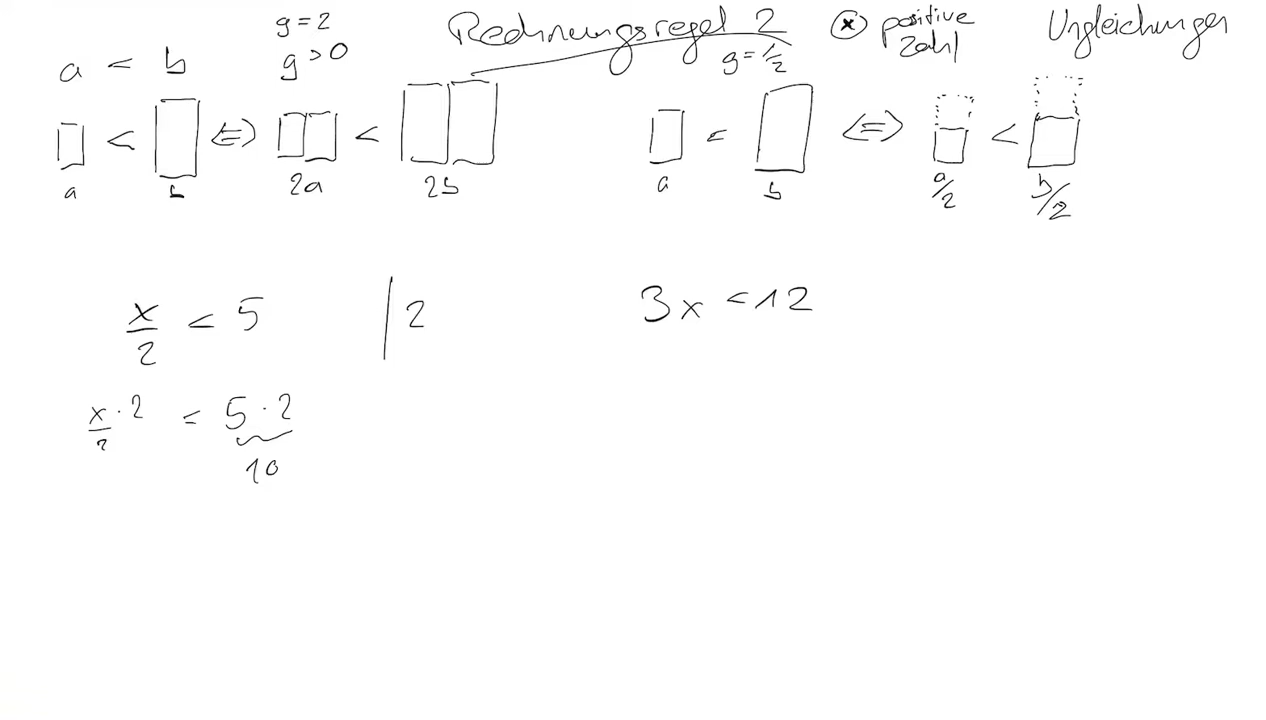 g = 2
Rechnungsregel 2
ⓧ positive Zahl
Ungleichungen
a < b
g > 0
g = 1/2
< ⇔ <
< ⇔ <
a b 2a 2b
a b a/2 b/2
x/2 < 5 | 2
3x < 12
x/2 · 2 < 5 · 2
10